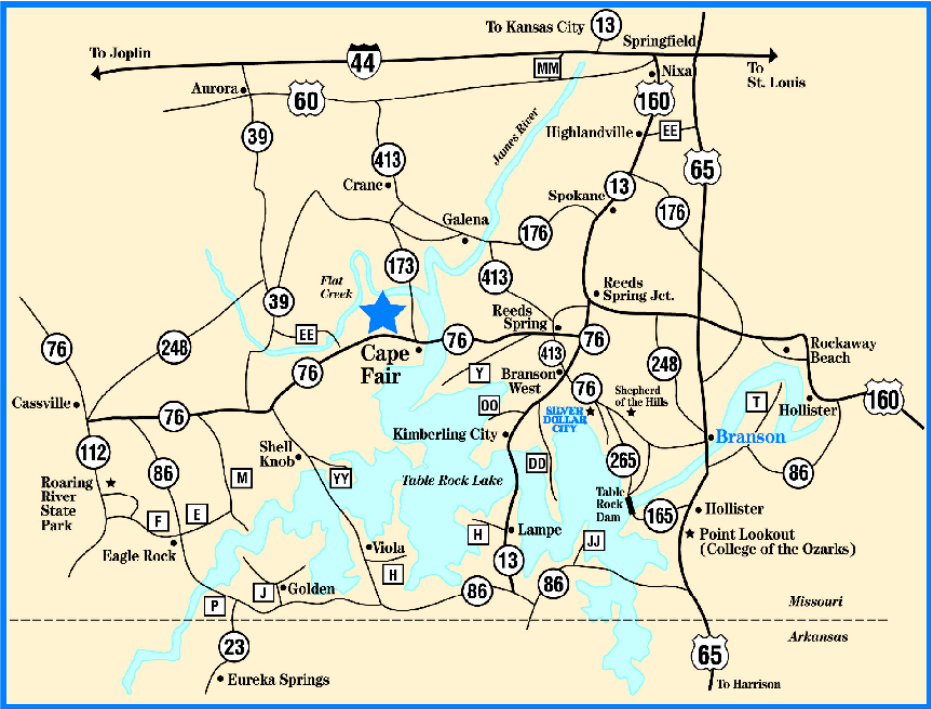 To Kansas City
13
Springfield
To Joplin
44
To
St. Louis
MM
Nixa
Aurora
60
160
James River
39
Highlandville
EE
413
65
Crane
13
Spokane
176
Galena
176
173
413
Flat
Creek
39
Reeds
Spring Jct.
EE
Reeds
Spring
76
248
Cape
Fair
76
76
413
248
Rockaway
Beach
76
Y
Branson
West
76
Shepherd
of the Hills
T
160
Cassville
76
DD
SILVER
DOLLAR
CITY
Hollister
Kimberling City
Branson
112
Shell
Knob
86
M
YY
Table Rock Lake
DD
265
86
Roaring
River
State
Park
Table
Rock
Dam
165
Hollister
F
E
H
Lampe
Point Lookout
(College of the Ozarks)
Eagle Rock
Viola
H
13
JJ
J
Golden
86
86
P
Missouri
Arkansas
23
65
Eureka Springs
To Harrison